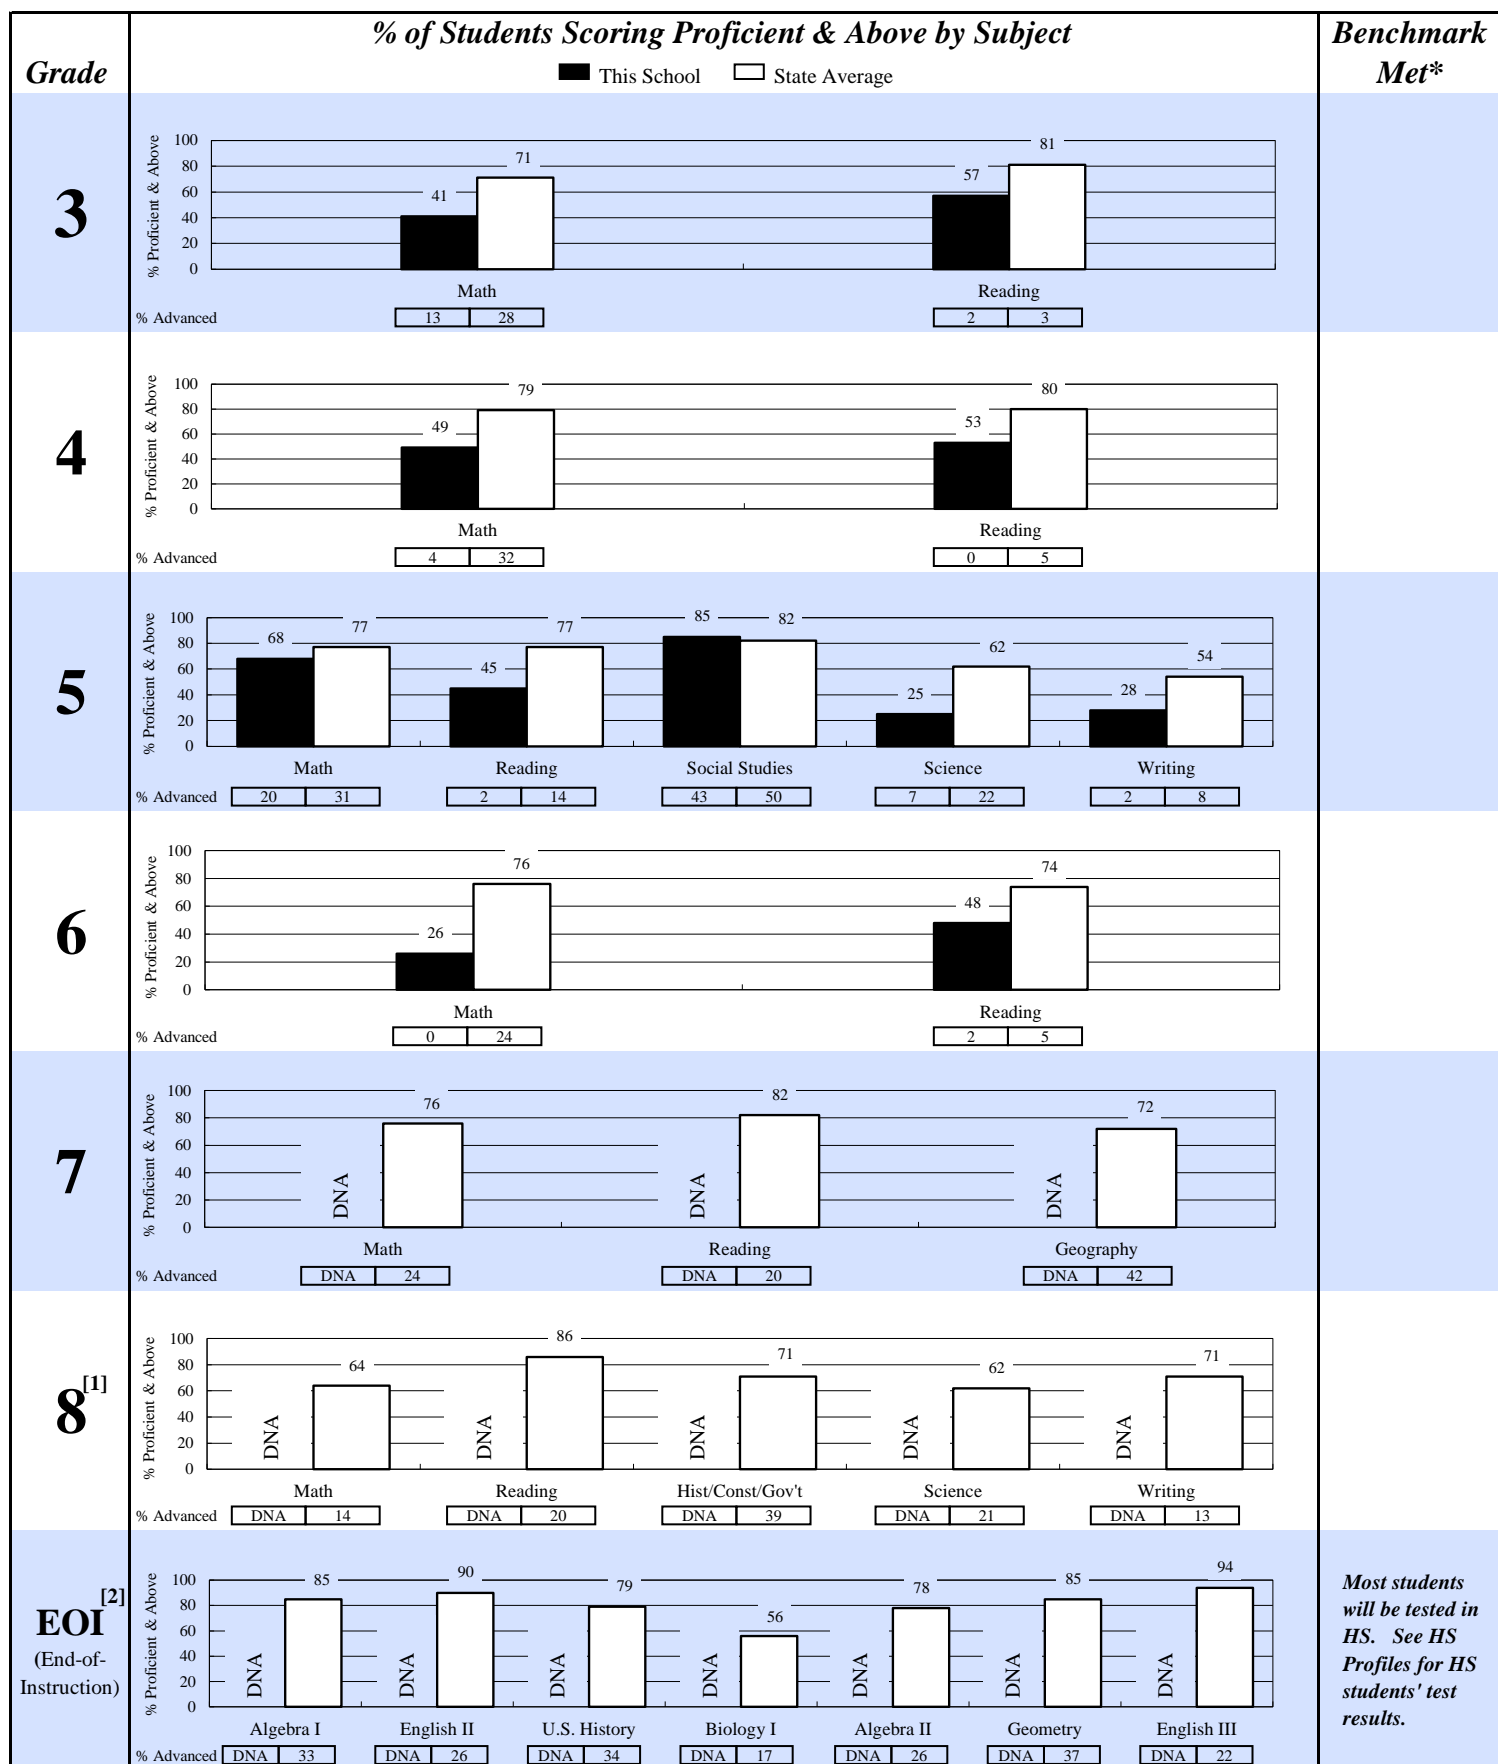 % of Students Scoring Proficient & Above by Subject
Benchmark
Met*
Grade
This School
State Average
3
% Proficient & Above
100
80
60
40
20
0
41
71
57
81
Math
Reading
% Advanced
13
28
2
3
4
% Proficient & Above
100
80
60
40
20
0
49
79
53
80
Math
Reading
% Advanced
4
32
0
5
5
% Proficient & Above
100
80
60
40
20
0
68
77
45
77
85
82
25
62
28
54
Math
Reading
Social Studies
Science
Writing
% Advanced
20
31
2
14
43
50
7
22
2
8
6
% Proficient & Above
100
80
60
40
20
0
26
76
48
74
Math
Reading
% Advanced
0
24
2
5
7
% Proficient & Above
100
80
60
40
20
0
DNA
76
DNA
82
DNA
72
Math
Reading
Geography
% Advanced
DNA
24
DNA
20
DNA
42
8[1]
% Proficient & Above
100
80
60
40
20
0
DNA
64
DNA
86
DNA
71
DNA
62
DNA
71
Math
Reading
Hist/Const/Gov't
Science
Writing
% Advanced
DNA
14
DNA
20
DNA
39
DNA
21
DNA
13
EOI[2]
(End-of-
Instruction)
% Proficient & Above
100
80
60
40
20
0
DNA
85
DNA
90
DNA
79
DNA
56
DNA
78
DNA
85
DNA
94
Algebra I
English II
U.S. History
Biology I
Algebra II
Geometry
English III
% Advanced
DNA
33
DNA
26
DNA
34
DNA
17
DNA
26
DNA
37
DNA
22
Most students
will be tested in
HS. See HS
Profiles for HS
students' test
results.